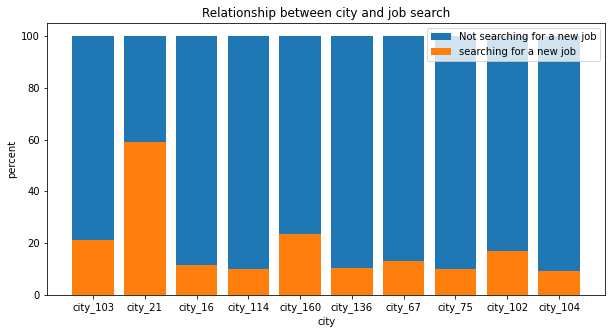 Relationship between city and job search
Not searching for a new job
searching for a new job
percent
100
80
60
40
20
0
city_103 city_21 city_16 city_114 city_160 city_136 city_67 city_75 city_102 city_104
city